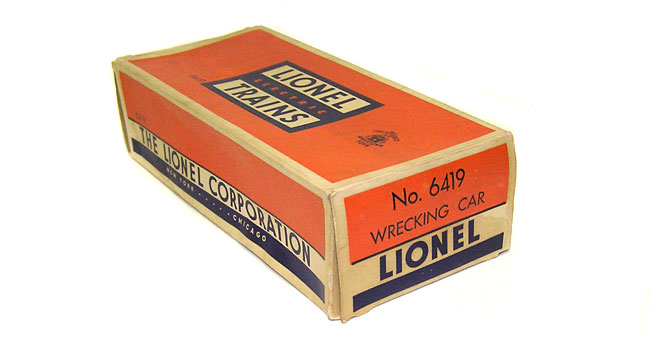 LIONEL
ELECTRIC
TRAINS
THE LIONEL CORPORATION
NEW YORK . . . . . CHICAGO
No. 6419
WRECKING CAR
LIONEL